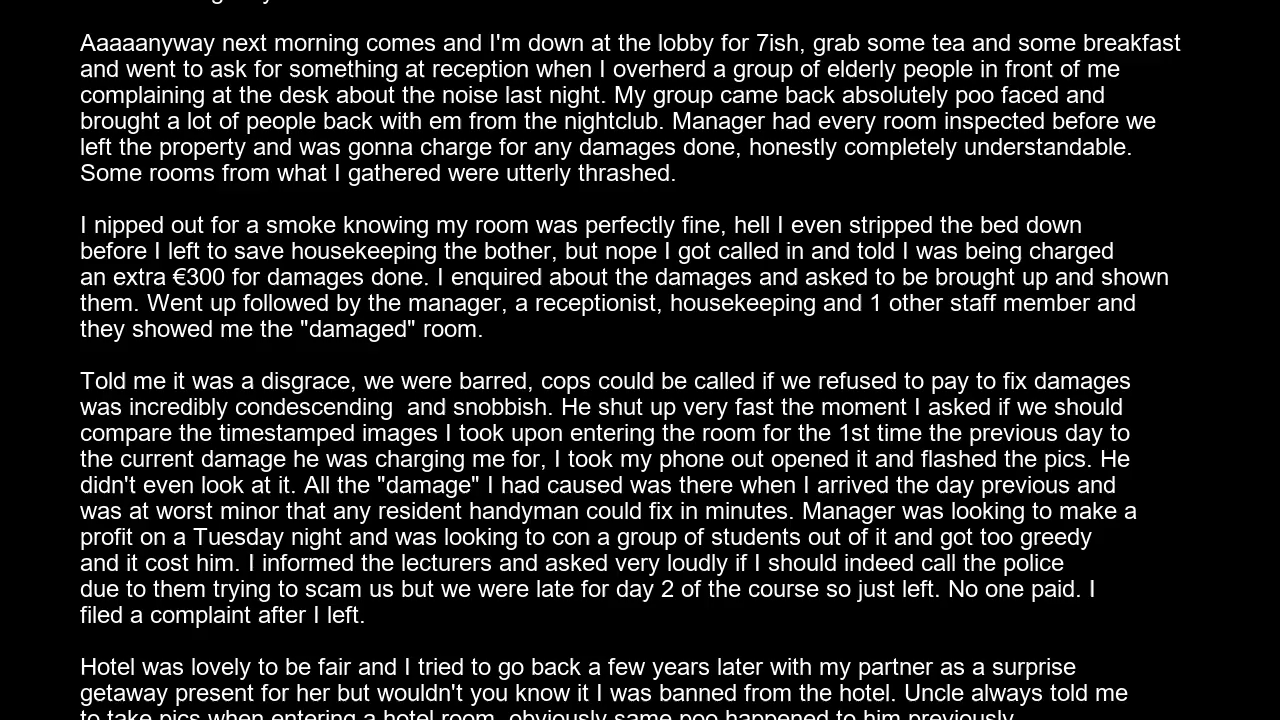 Aaaaanyway next morning comes and I'm down at the lobby for 7ish, grab some tea and some breakfast
and went to ask for something at reception when I overherd a group of elderly people in front of me
complaining at the desk about the noise last night. My group came back absolutely poo faced and
brought a lot of people back with em from the nightclub. Manager had every room inspected before we
left the property and was gonna charge for any damages done, honestly completely understandable.
Some rooms from what I gathered were utterly thrashed.
I nipped out for a smoke knowing my room was perfectly fine, hell I even stripped the bed down
before I left to save housekeeping the bother, but nope I got called in and told I was being charged
an extra €300 for damages done. I enquired about the damages and asked to be brought up and shown
them. Went up followed by the manager, a receptionist, housekeeping and 1 other staff member and
they showed me the "damaged" room.
Told me it was a disgrace, we were barred, cops could be called if we refused to pay to fix damages
was incredibly condescending  and snobbish. He shut up very fast the moment I asked if we should
compare the timestamped images I took upon entering the room for the 1st time the previous day to
the current damage he was charging me for, I took my phone out opened it and flashed the pics. He
didn't even look at it. All the "damage" I had caused was there when I arrived the day previous and
was at worst minor that any resident handyman could fix in minutes. Manager was looking to make a
profit on a Tuesday night and was looking to con a group of students out of it and got too greedy
and it cost him. I informed the lecturers and asked very loudly if I should indeed call the police
due to them trying to scam us but we were late for day 2 of the course so just left. No one paid. I
filed a complaint after I left.
Hotel was lovely to be fair and I tried to go back a few years later with my partner as a surprise
getaway present for her but wouldn't you know it I was banned from the hotel. Uncle always told me
to take pics when entering a hotel room, obviously same poo happened to him previously